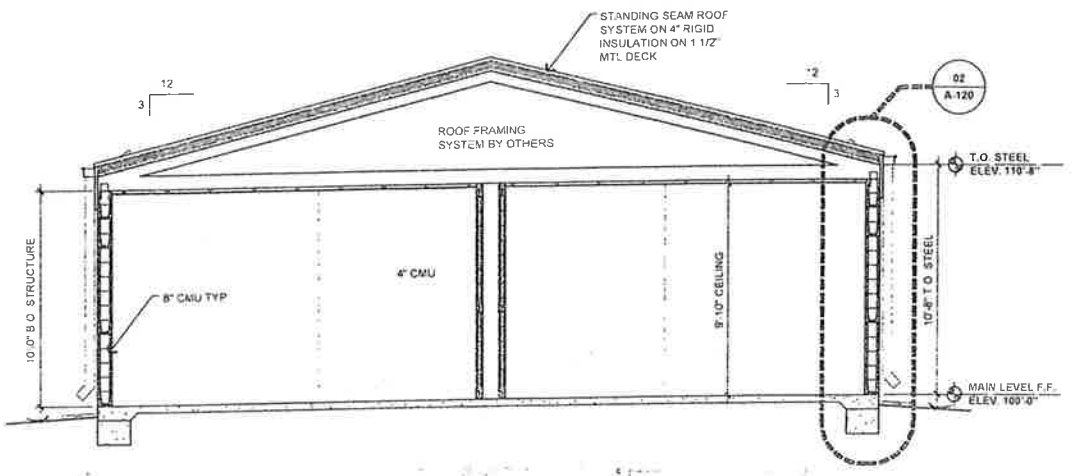 STANDING SEAM ROOF
SYSTEM ON 4" RIGID
INSULATION ON 1 1/2"
MTL DECK
12
3
12
3
02
A-120
ROOF FRAMING
SYSTEM BY OTHERS
T.O. STEEL
ELEV. 110'-8"
10'-0" B.O STRUCTURE
8" CMU TYP
4" CMU
9'-10" CEILING
10'-8" T.O STEEL
MAIN LEVEL F.F.
ELEV. 100'-0"